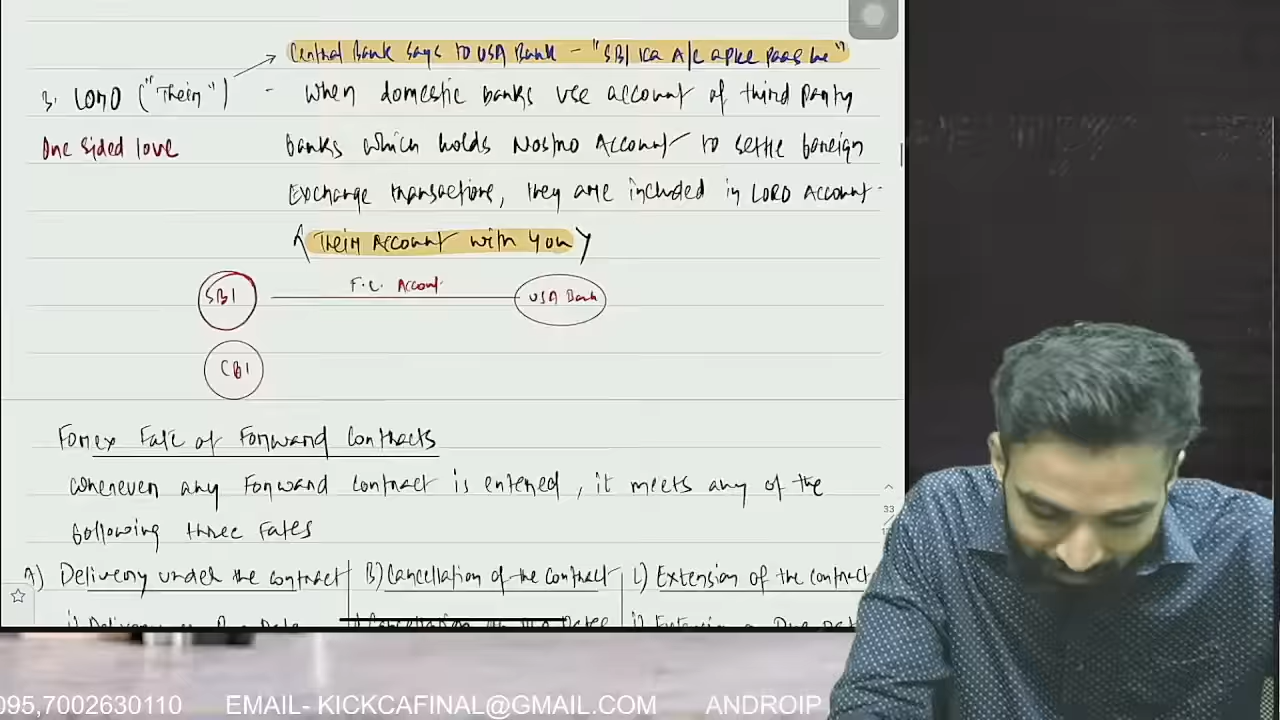 Central Bank says to USA Bank - "SBI ka A/c apke paas he"
3. LORO ("Their") - When domestic banks use account of third party
One sided love
banks which holds Nostro Account to settle foreign
Exchange transactions, they are included in LORO Account.
(Their Account with you)
SBI
F.C. Account
USA Bank
CBI
Forex Fate of Forward Contracts
Whenever any Forward contract is entered, it meets any of the
following three Fates
33
A) Delivery under the contract
B) Cancellation of the contract
C) Extension of the contract
095,7002630110 EMAIL- KICKCAFINAL@GMAIL.COM ANDROIP